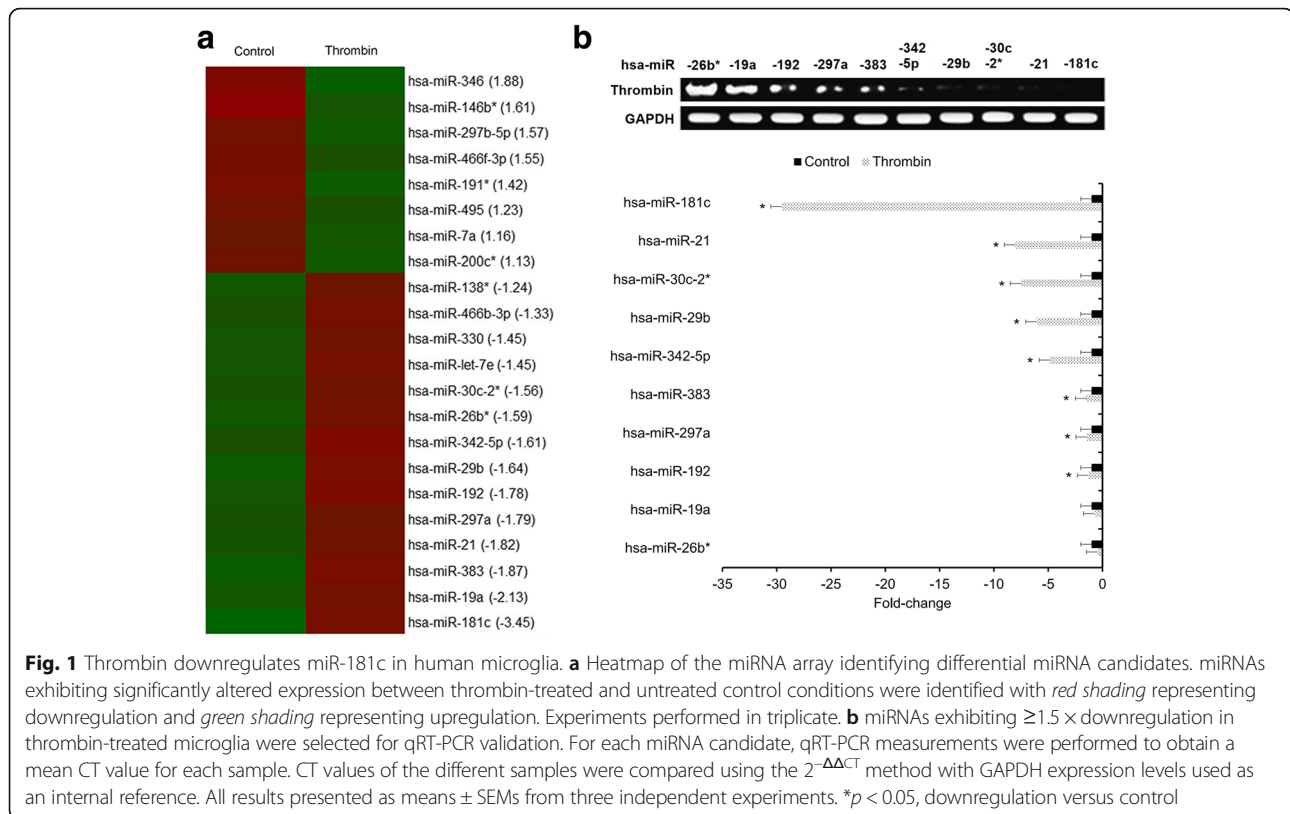 a
Control Thrombin
hsa-miR-346 (1.88)
hsa-miR-146b* (1.61)
hsa-miR-297b-5p (1.57)
hsa-miR-466f-3p (1.55)
hsa-miR-191* (1.42)
hsa-miR-495 (1.23)
hsa-miR-7a (1.16)
hsa-miR-200c* (1.13)
hsa-miR-138* (-1.24)
hsa-miR-466b-3p (-1.33)
hsa-miR-330 (-1.45)
hsa-miR-let-7e (-1.45)
hsa-miR-30c-2* (-1.56)
hsa-miR-26b* (-1.59)
hsa-miR-342-5p (-1.61)
hsa-miR-29b (-1.64)
hsa-miR-192 (-1.78)
hsa-miR-297a (-1.79)
hsa-miR-21 (-1.82)
hsa-miR-383 (-1.87)
hsa-miR-19a (-2.13)
hsa-miR-181c (-3.45)
b
-342 -30c
hsa-miR -26b* -19a -192 -297a -383 5p -29b -2* -21 -181c
Thrombin
GAPDH
Control Thrombin
hsa-miR-181c *
hsa-miR-21 *
hsa-miR-30c-2* *
hsa-miR-29b *
hsa-miR-342-5p *
hsa-miR-383 *
hsa-miR-297a *
hsa-miR-192 *
hsa-miR-19a
hsa-miR-26b*
-35 -30 -25 -20 -15 -10 -5 0
Fold-change
Fig. 1 Thrombin downregulates miR-181c in human microglia. a Heatmap of the miRNA array identifying differential miRNA candidates. miRNAs
exhibiting significantly altered expression between thrombin-treated and untreated control conditions were identified with red shading representing
downregulation and green shading representing upregulation. Experiments performed in triplicate. b miRNAs exhibiting ≥1.5 × downregulation in
thrombin-treated microglia were selected for qRT-PCR validation. For each miRNA candidate, qRT-PCR measurements were performed to obtain a
mean CT value for each sample. CT values of the different samples were compared using the 2−ΔΔCT method with GAPDH expression levels used as
an internal reference. All results presented as means ± SEMs from three independent experiments. *p < 0.05, downregulation versus control